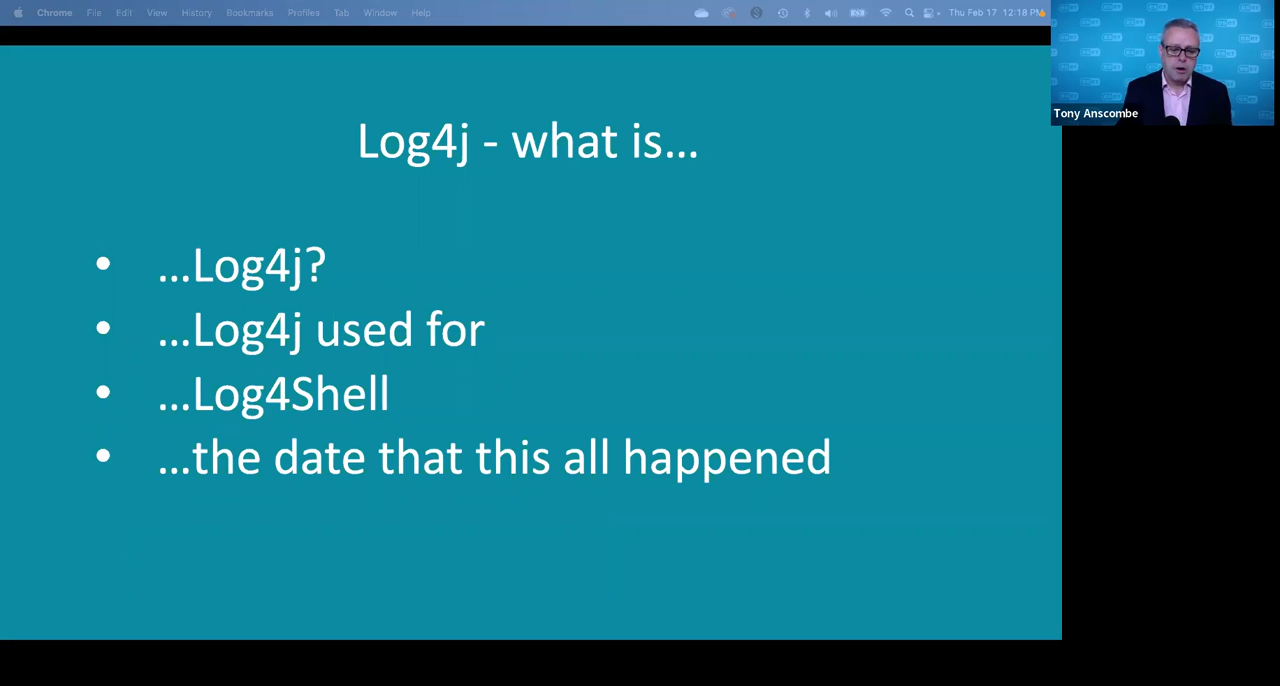 Chrome File Edit View History Bookmarks Profiles Tab Window Help Thu Feb 17 12:18 PM
Tony Anscombe
Log4j - what is...
• ...Log4j?
• ...Log4j used for
• ...Log4Shell
• ...the date that this all happened